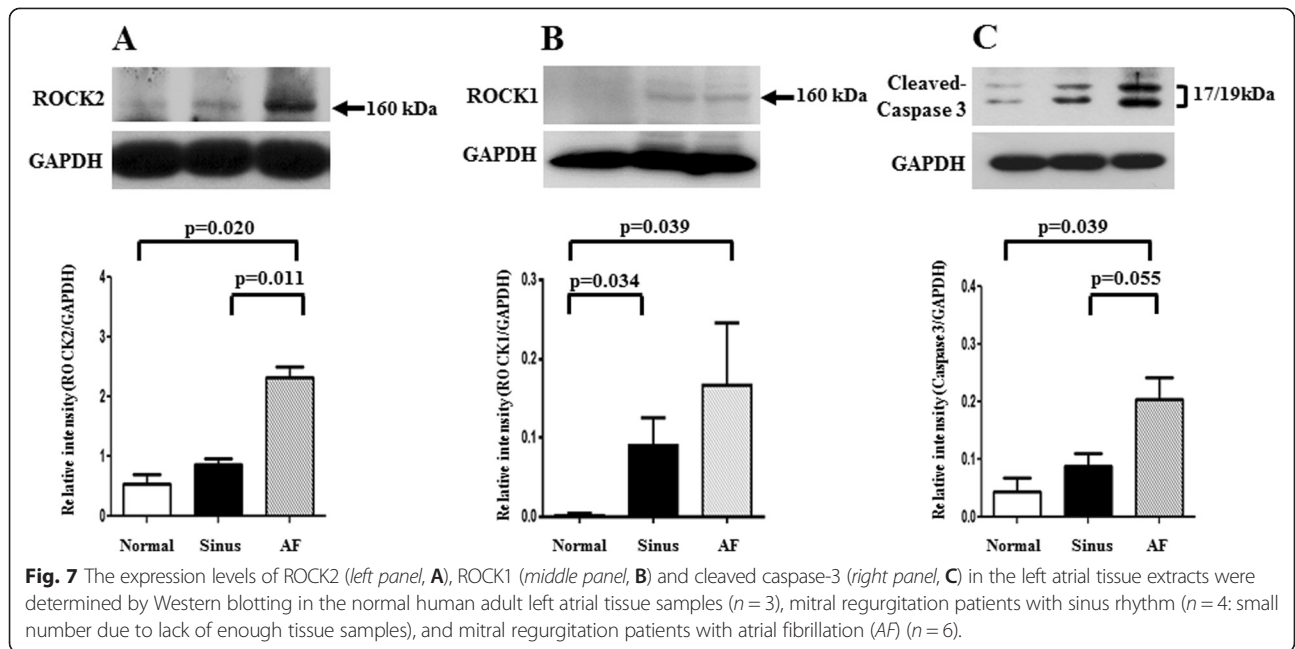 A
ROCK2
160 kDa
GAPDH
p=0.020
p=0.011
Relative intensity (ROCK2/GAPDH)
4
3
2
1
0
Normal Sinus AF
B
ROCK1
160 kDa
GAPDH
p=0.039
p=0.034
Relative intensity (ROCK1/GAPDH)
0.3
0.2
0.1
0.0
Normal Sinus AF
C
Cleaved-
Caspase 3
17/19kDa
GAPDH
p=0.039
p=0.055
Relative intensity (Caspase3/GAPDH)
0.4
0.3
0.2
0.1
0.0
Normal Sinus AF
Fig. 7 The expression levels of ROCK2 (left panel, A), ROCK1 (middle panel, B) and cleaved caspase-3 (right panel, C) in the left atrial tissue extracts were
determined by Western blotting in the normal human adult left atrial tissue samples (n = 3), mitral regurgitation patients with sinus rhythm (n = 4: small
number due to lack of enough tissue samples), and mitral regurgitation patients with atrial fibrillation (AF) (n = 6).